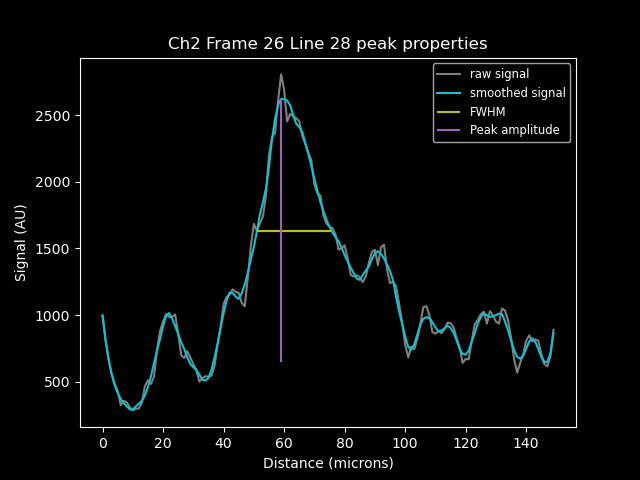 Ch2 Frame 26 Line 28 peak properties
raw signal
smoothed signal
FWHM
Peak amplitude
2500
2000
1500
1000
500
Signal (AU)
0 20 40 60 80 100 120 140
Distance (microns)